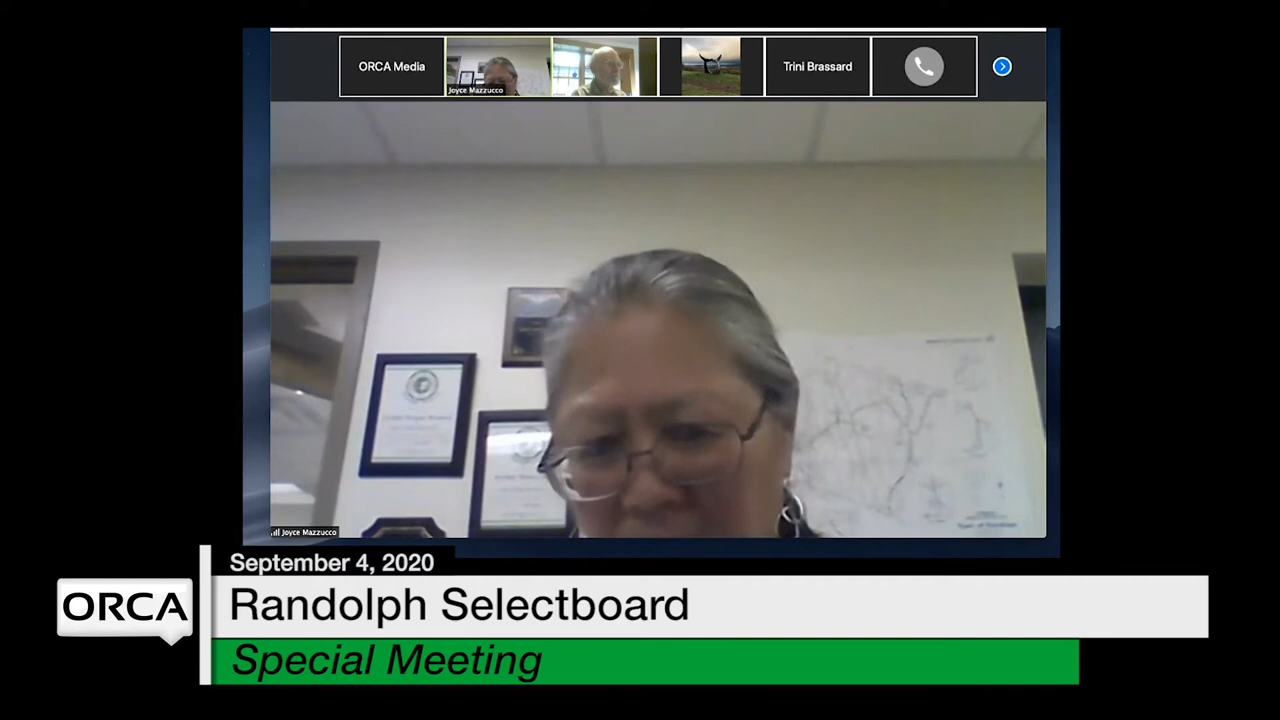 ORCA Media
Joyce Mazzucco
Trini Brassard
Joyce Mazzucco
September 4, 2020
ORCA
Randolph Selectboard
Special Meeting